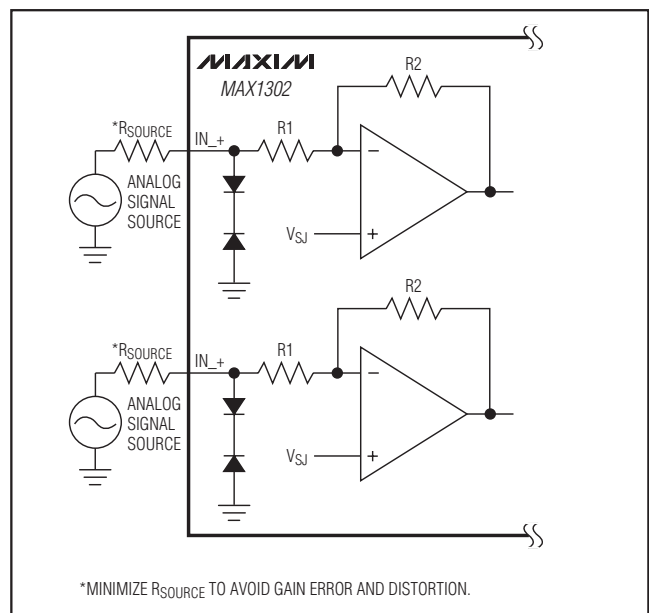 MAXIM
MAX1302
R2
*RSOURCE
IN_+
R1
−
ANALOG
SIGNAL
SOURCE
VSJ
+
R2
*RSOURCE
IN_+
R1
−
ANALOG
SIGNAL
SOURCE
VSJ
+
*MINIMIZE RSOURCE TO AVOID GAIN ERROR AND DISTORTION.